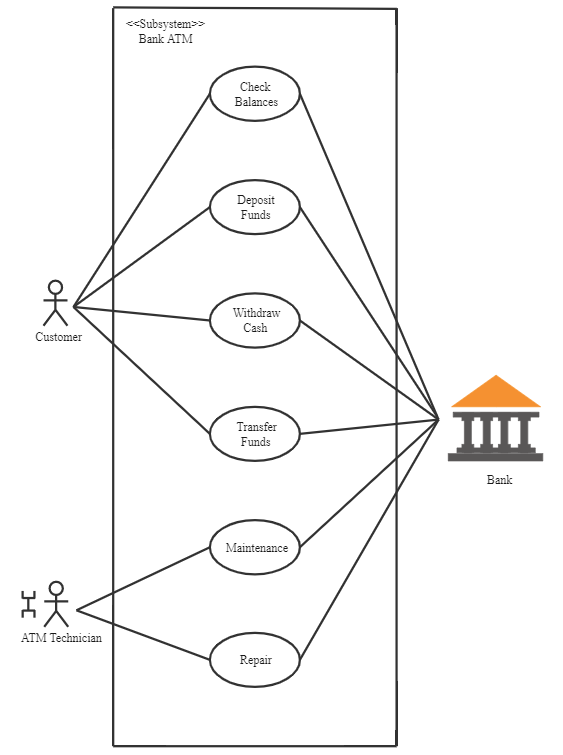 <<Subsystem>>
Bank ATM
Check
Balances
Deposit
Funds
Withdraw
Cash
Customer
Transfer
Funds
Bank
Maintenance
ATM Technician
Repair